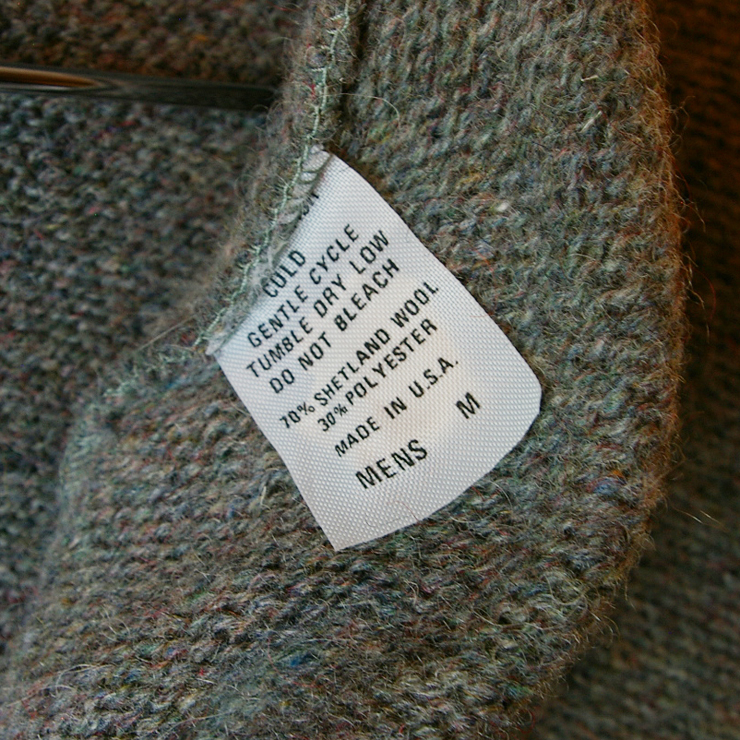 COLD
GENTLE CYCLE
TUMBLE DRY LOW
DO NOT BLEACH
70% SHETLAND WOOL
30% POLYESTER
MADE IN U.S.A.
MENS M